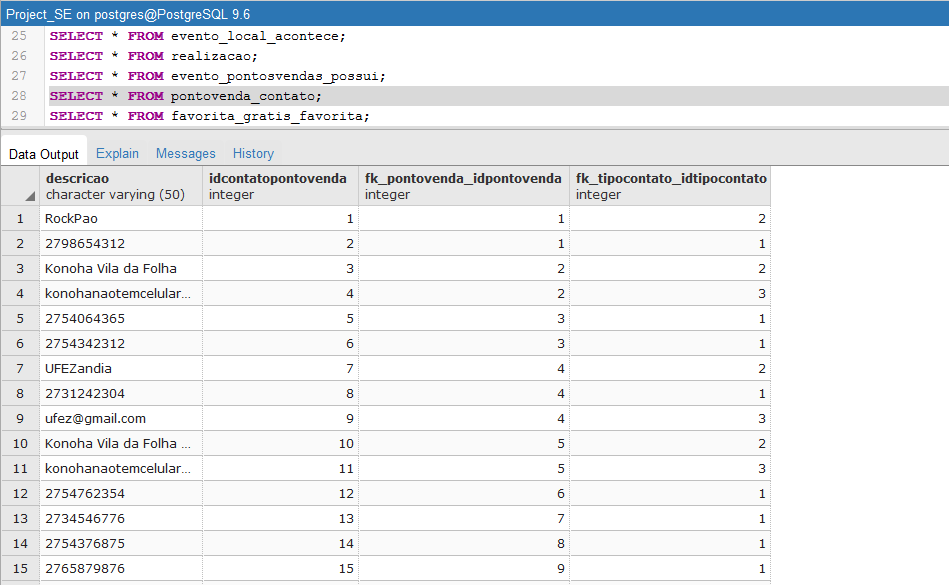 Project_SE on postgres@PostgreSQL 9.6
25 SELECT * FROM evento_local_acontece;
26 SELECT * FROM realizacao;
27 SELECT * FROM evento_pontosvendas_possui;
28 SELECT * FROM pontovenda_contato;
29 SELECT * FROM favorita_gratis_favorita;
Data Output Explain Messages History
descricao idcontatopontovenda fk_pontovenda_idpontovenda fk_tipocontato_idtipocontato
character varying (50) integer integer integer
1 RockPao 1 1 2
2 2798654312 2 1 1
3 Konoha Vila da Folha 3 2 2
4 konohanaotemcelular... 4 2 3
5 2754064365 5 3 1
6 2754342312 6 3 1
7 UFEZandia 7 4 2
8 2731242304 8 4 1
9 ufez@gmail.com 9 4 3
10 Konoha Vila da Folha ... 10 5 2
11 konohanaotemcelular... 11 5 3
12 2754762354 12 6 1
13 2734546776 13 7 1
14 2754376875 14 8 1
15 2765879876 15 9 1